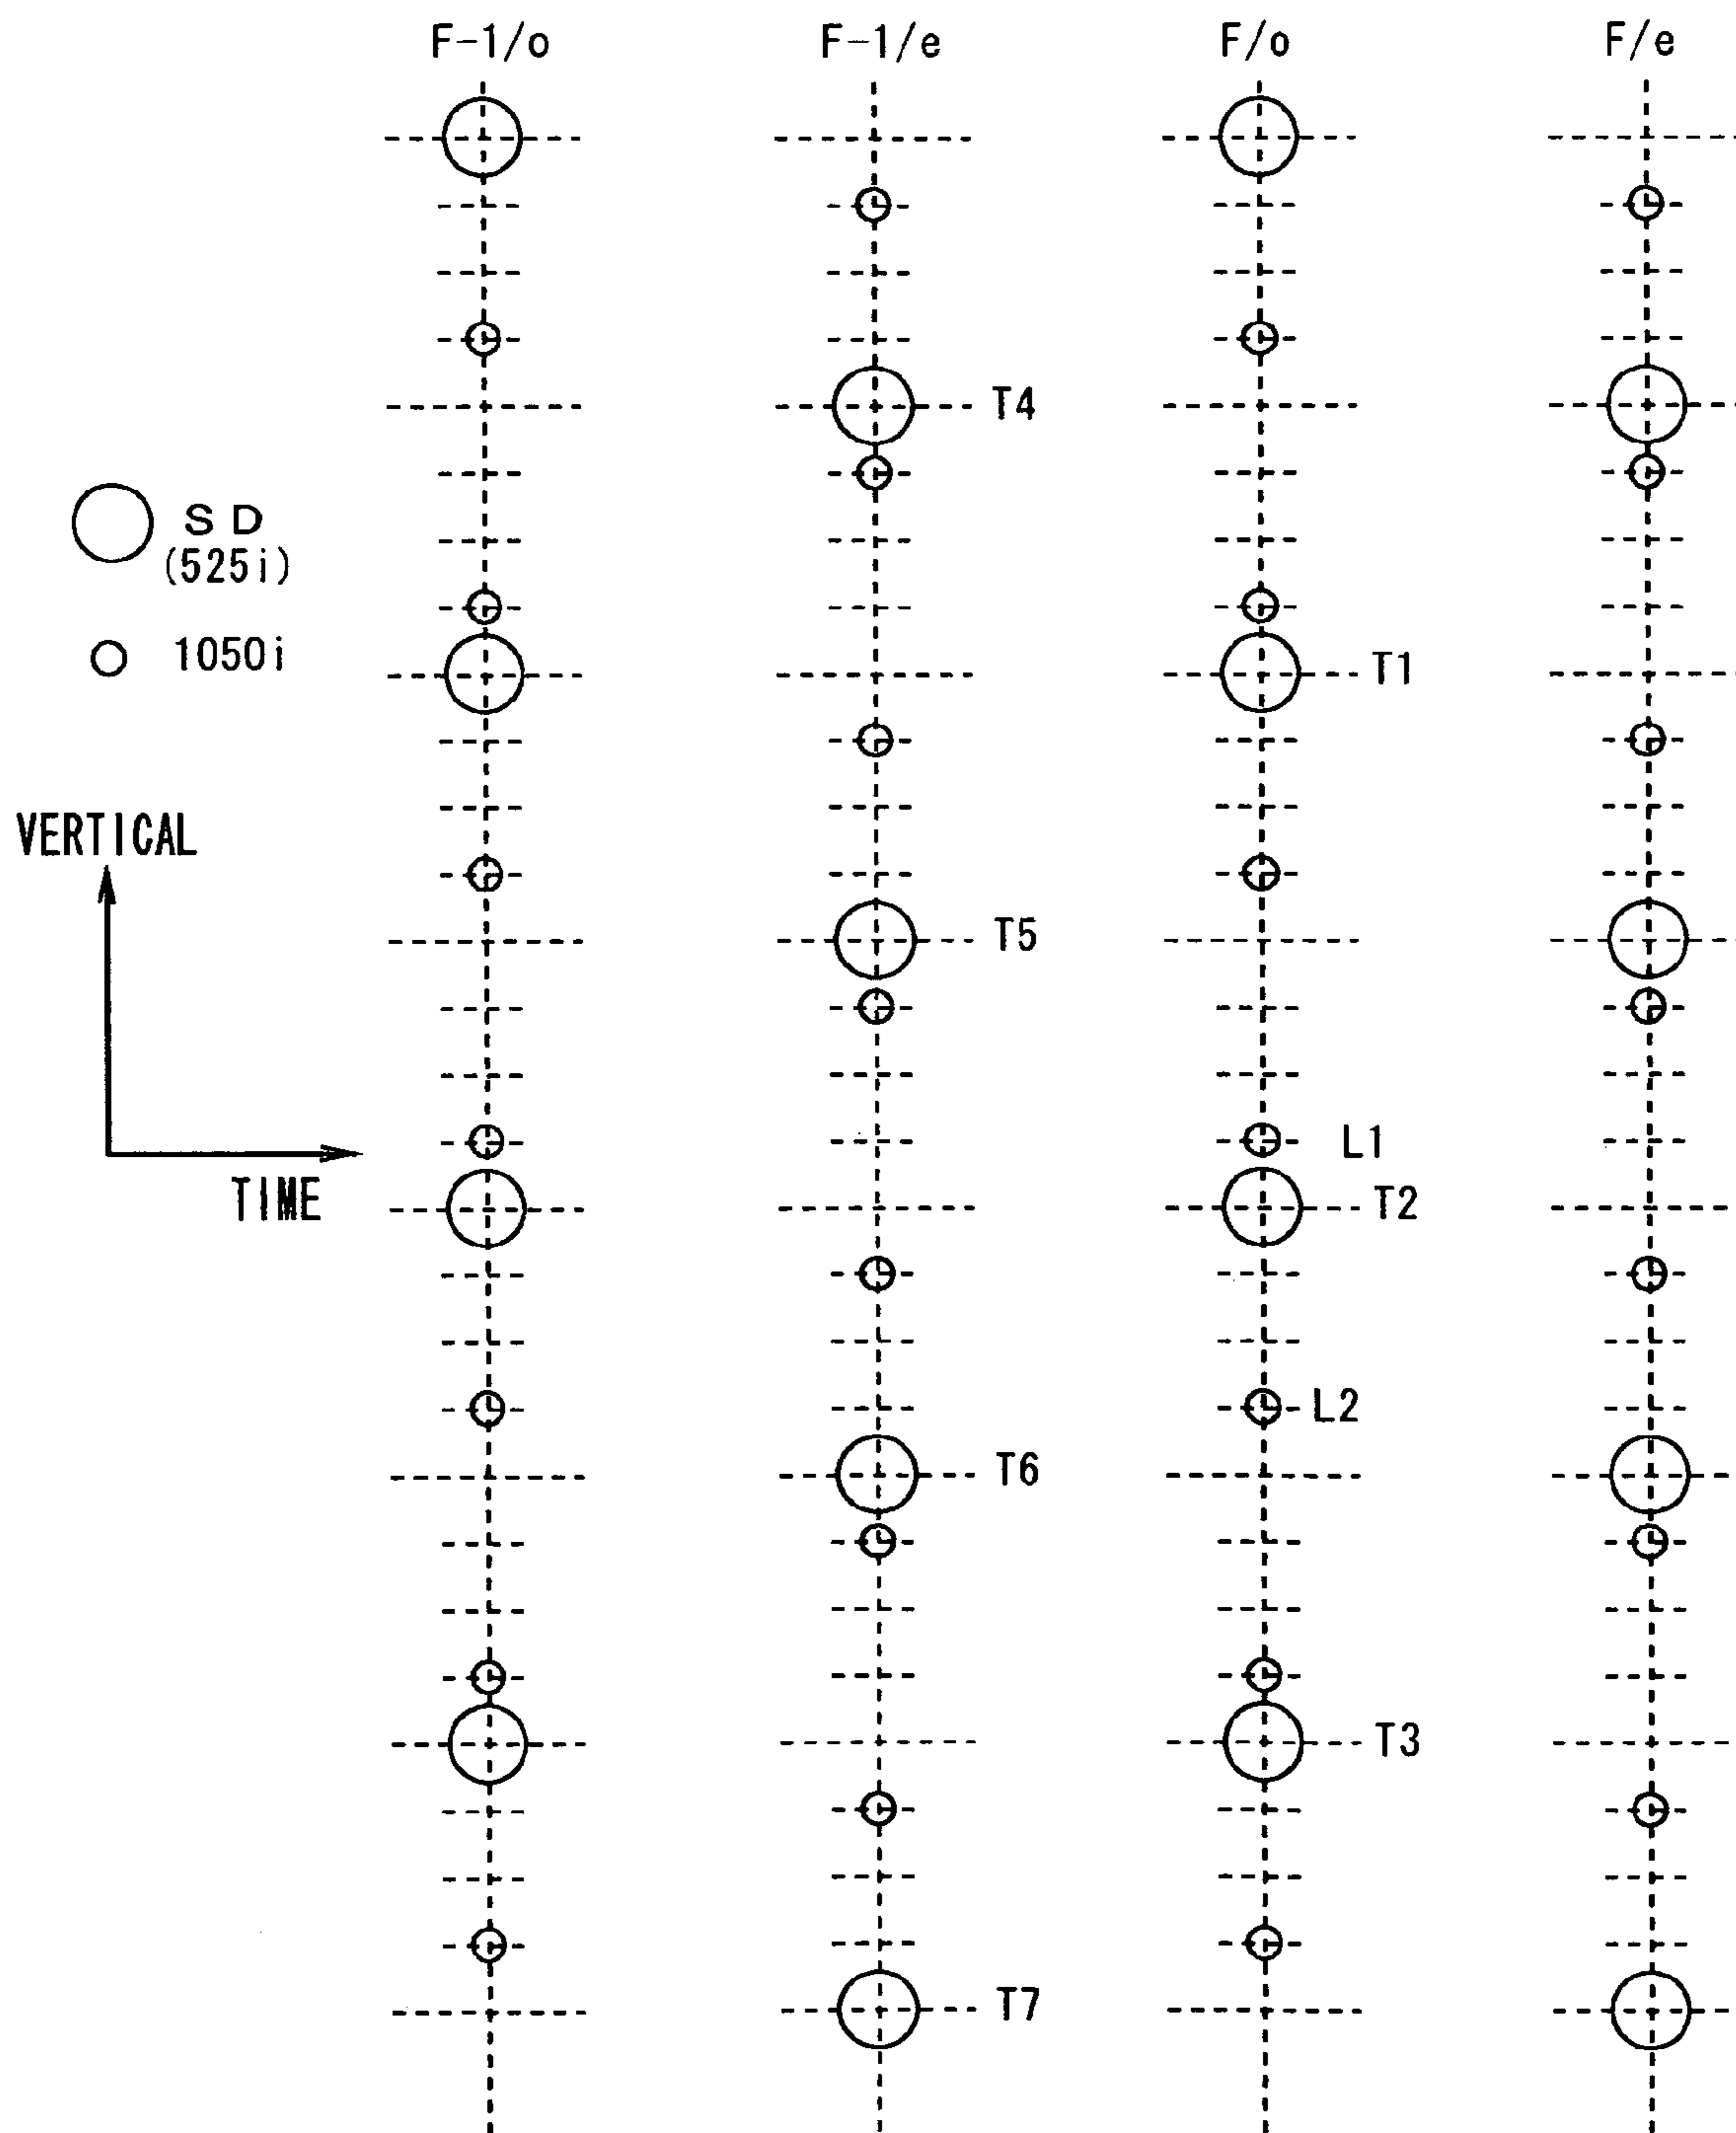 F-1/o F-1/e F/o F/e
T4
SD
(525i)
1050i
T1
VERTICAL
T5
L1
TIME
T2
L2
T6
T3
T7